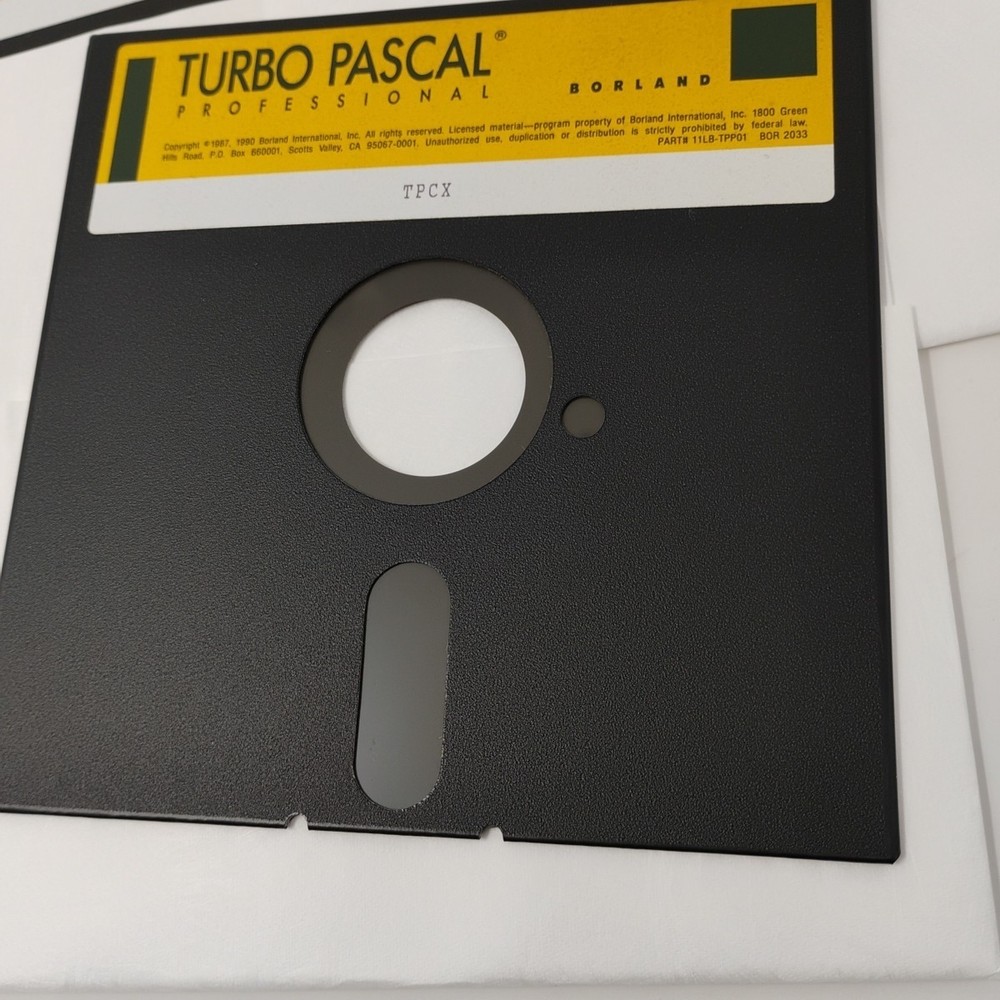 TURBO PASCAL®
PROFESSIONAL
BORLAND
Copyright ©1987, 1990 Borland International, Inc. All rights reserved. Licensed material—program property of Borland International, Inc. 1800 Green
Hills Road, P.O. Box 660001, Scotts Valley, CA 95067-0001. Unauthorized use, duplication or distribution is strictly prohibited by federal law.
PART# 11LB-TPP01 BOR 2033
TPCX